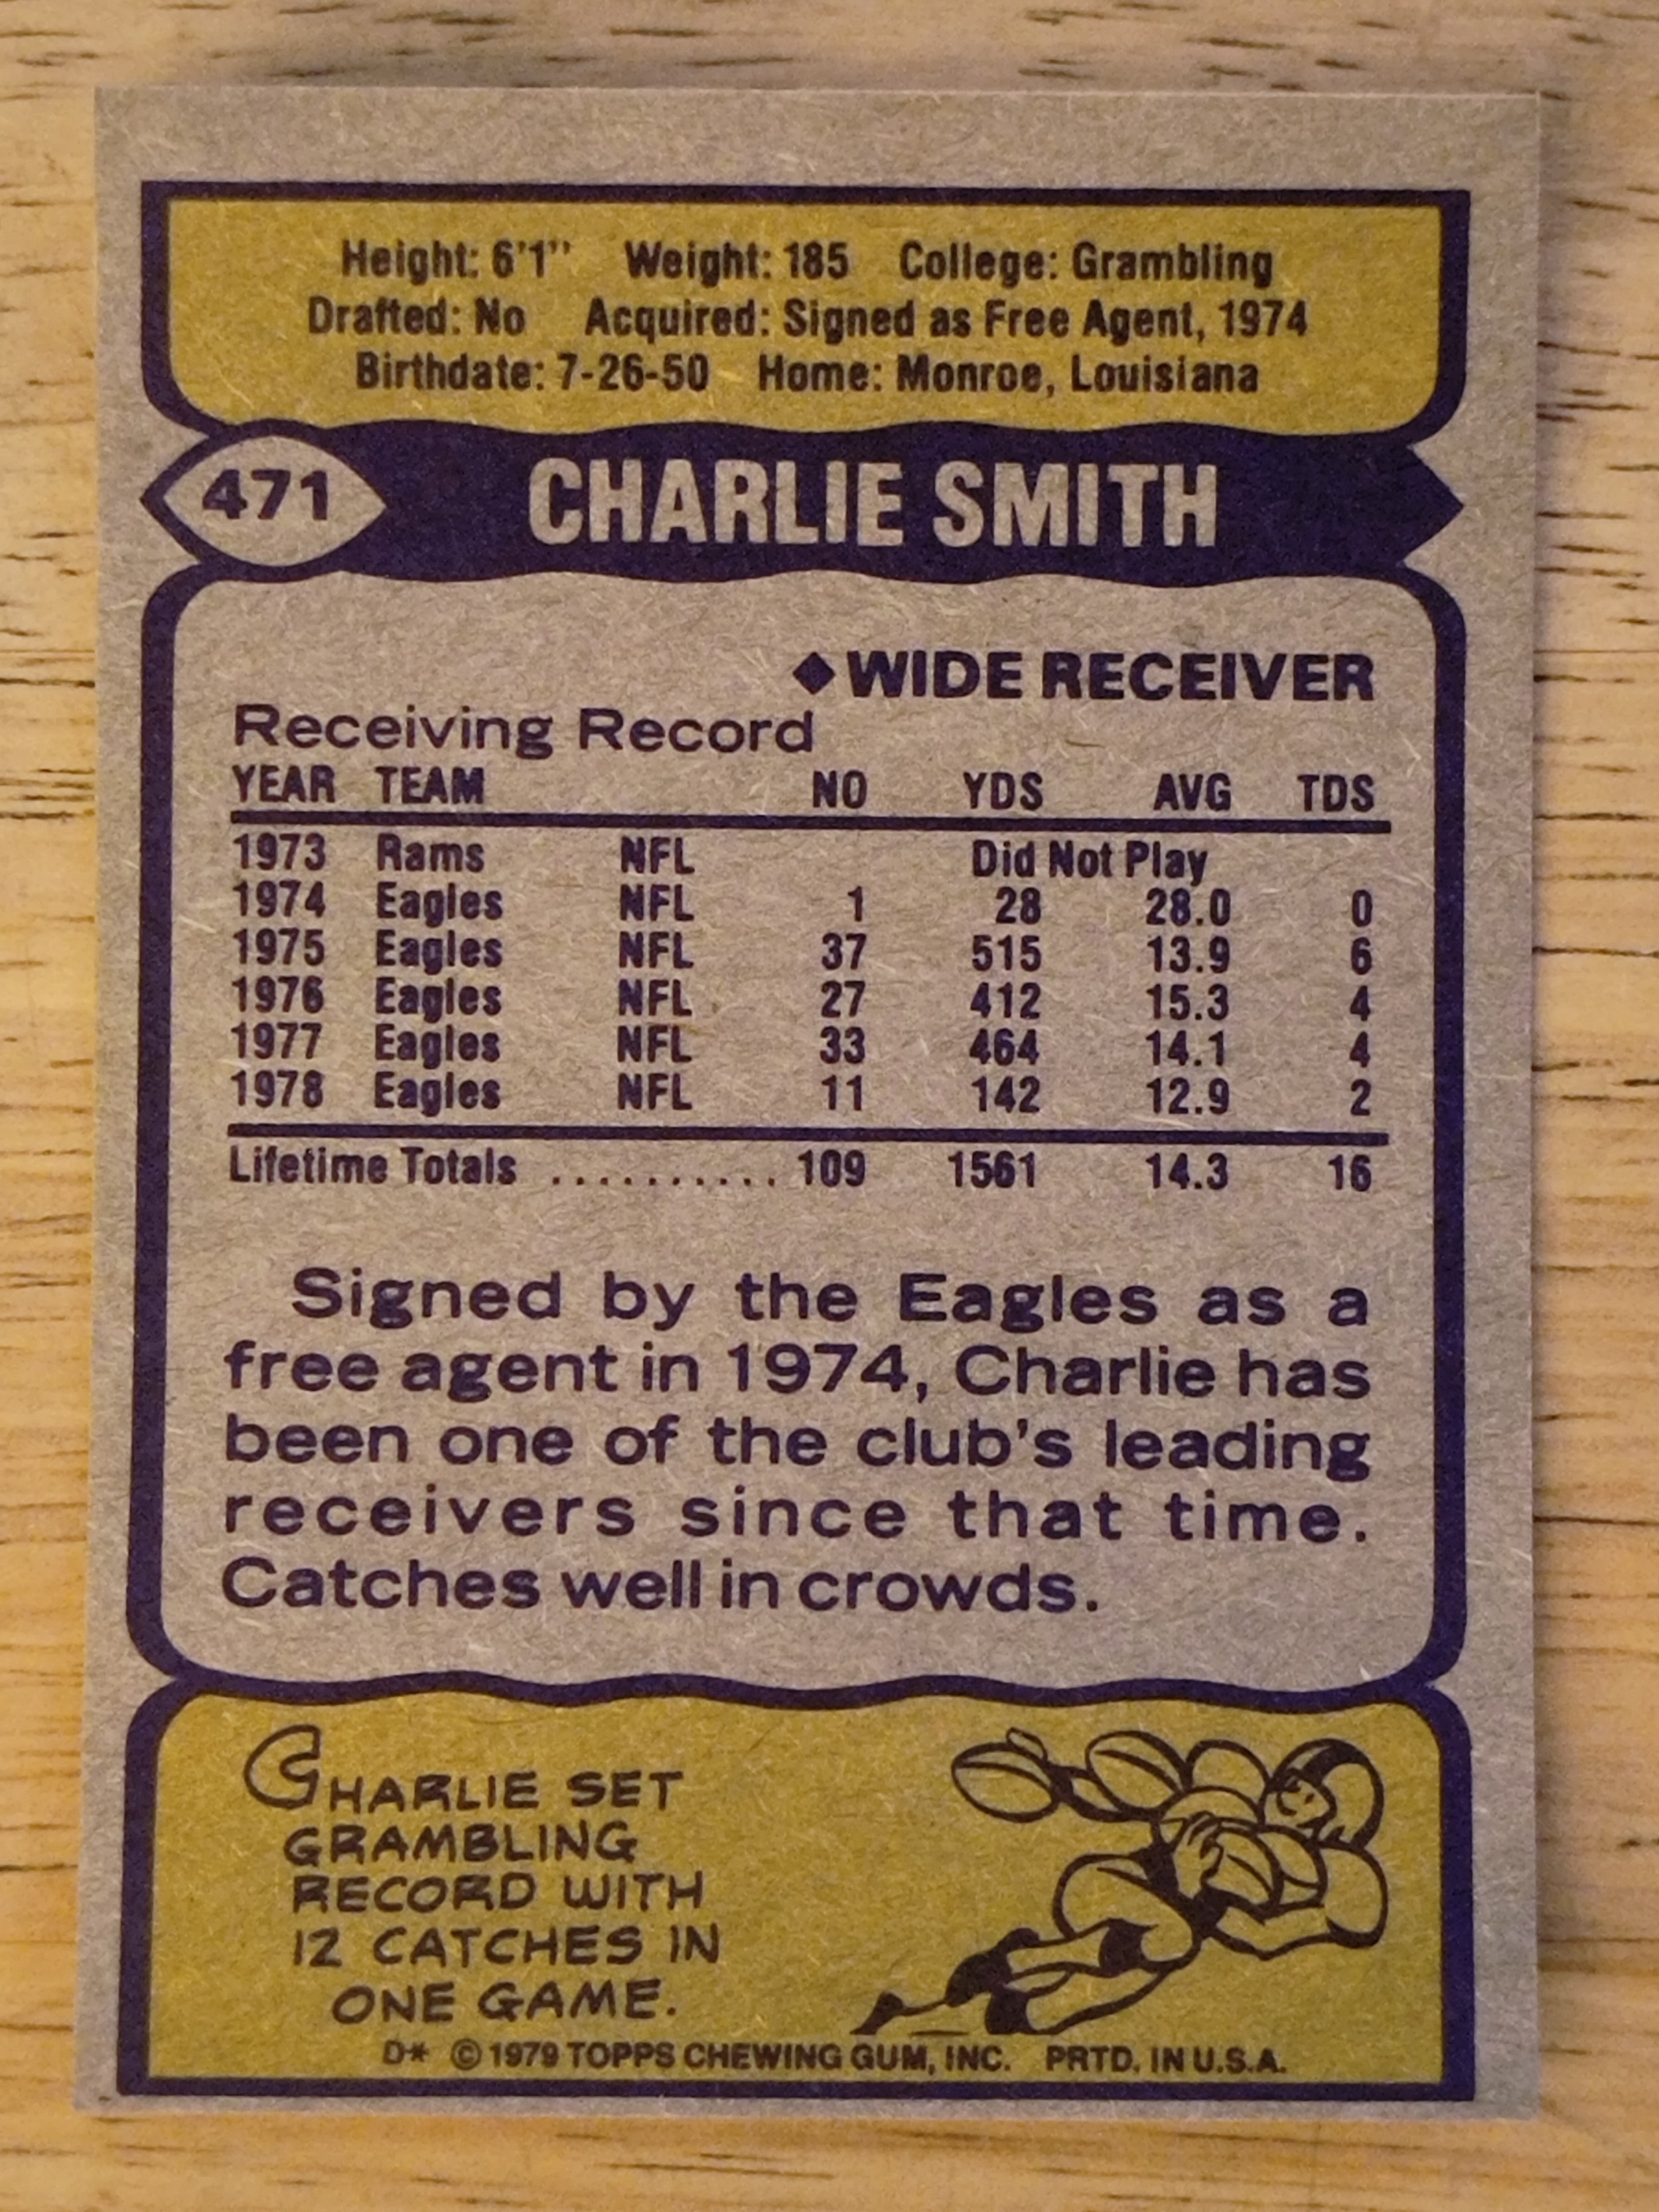 Height: 6'1" Weight: 185 College: Grambling
Drafted: No Acquired: Signed as Free Agent, 1974
Birthdate: 7-26-50 Home: Monroe, Louisiana
471 CHARLIE SMITH
◆WIDE RECEIVER
Receiving Record
YEAR TEAM NO YDS AVG TDS
1973 Rams NFL Did Not Play
1974 Eagles NFL 1 28 28.0 0
1975 Eagles NFL 37 515 13.9 6
1976 Eagles NFL 27 412 15.3 4
1977 Eagles NFL 33 464 14.1 4
1978 Eagles NFL 11 142 12.9 2
Lifetime Totals .......... 109 1561 14.3 16
Signed by the Eagles as a
free agent in 1974, Charlie has
been one of the club's leading
receivers since that time.
Catches well in crowds.
CHARLIE SET
GRAMBLING
RECORD WITH
12 CATCHES IN
ONE GAME.
D* © 1979 TOPPS CHEWING GUM, INC. PRTD. IN U.S.A.